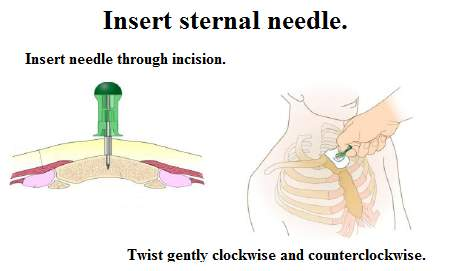 Insert sternal needle.
Insert needle through incision.
Twist gently clockwise and counterclockwise.